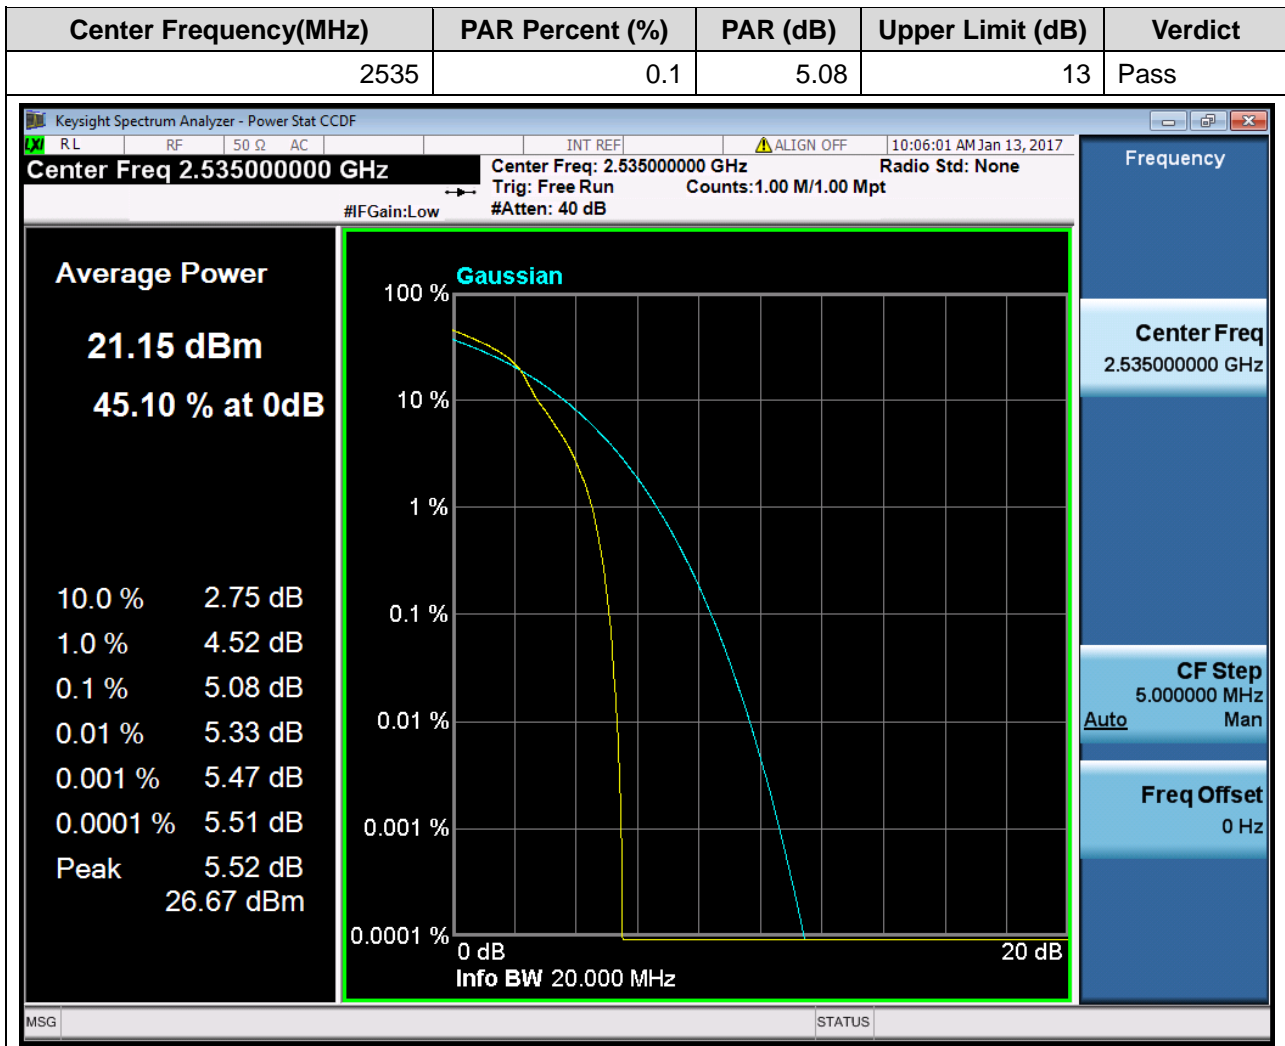 Center Frequency(MHz) PAR Percent (%) PAR (dB) Upper Limit (dB) Verdict
2535 0.1 5.08 13 Pass
Keysight Spectrum Analyzer - Power Stat CCDF
LXI RL RF 50 Ω AC INT REF ALIGN OFF 10:06:01 AM Jan 13, 2017
Center Freq 2.535000000 GHz
#IFGain:Low
Center Freq: 2.535000000 GHz Radio Std: None
Trig: Free Run Counts:1.00 M/1.00 Mpt
#Atten: 40 dB
Average Power
21.15 dBm
45.10 % at 0dB
10.0 % 2.75 dB
1.0 % 4.52 dB
0.1 % 5.08 dB
0.01 % 5.33 dB
0.001 % 5.47 dB
0.0001 % 5.51 dB
Peak 5.52 dB
26.67 dBm
Gaussian
100 %
10 %
1 %
0.1 %
0.01 %
0.001 %
0.0001 %
0 dB 20 dB
Info BW 20.000 MHz
Frequency
Center Freq
2.535000000 GHz
CF Step
5.000000 MHz
Auto Man
Freq Offset
0 Hz
MSG STATUS